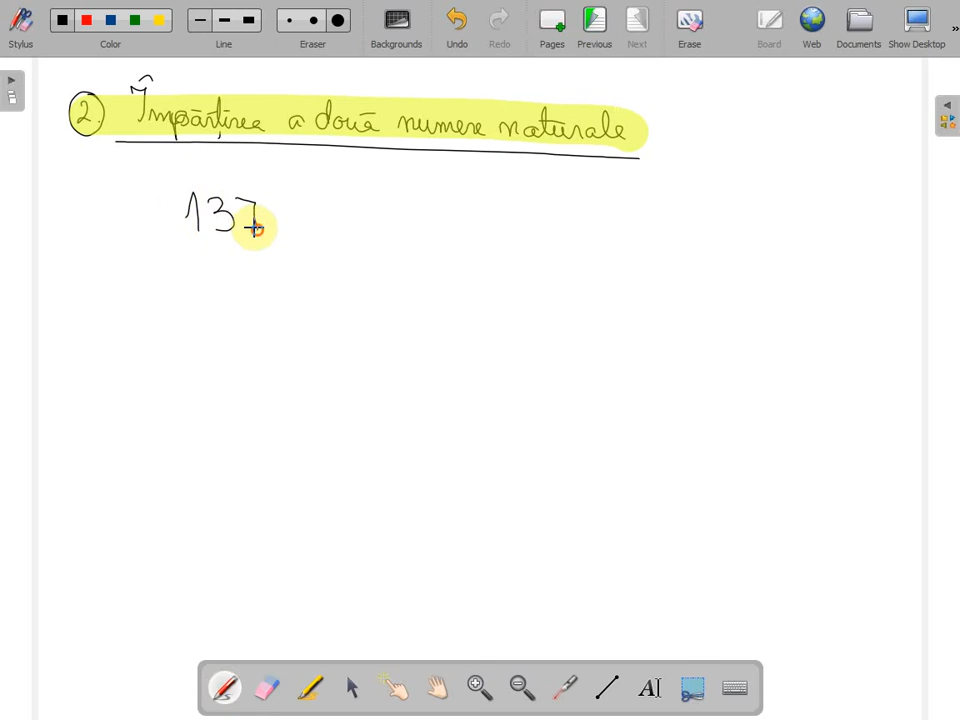 Stylus Color Line Eraser Backgrounds Undo Redo Pages Previous Next Erase Board Web Documents Show Desktop »
2. Împărțirea a două numere naturale
137